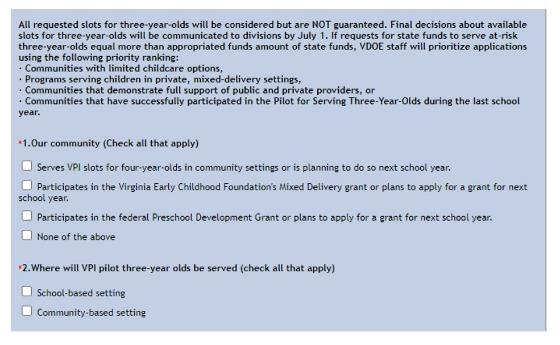 All requested slots for three-year-olds will be considered but are NOT guaranteed. Final decisions about available
slots for three-year-olds will be communicated to divisions by July 1. If requests for state funds to serve at-risk
three-year-olds equal more than appropriated funds amount of state funds, VDOE staff will prioritize applications
using the following priority ranking:
· Communities with limited childcare options,
· Programs serving children in private, mixed-delivery settings,
· Communities that demonstrate full support of public and private providers, or
· Communities that have successfully participated in the Pilot for Serving Three-Year-Olds during the last school
year.
*1.Our community (Check all that apply)
Serves VPI slots for four-year-olds in community settings or is planning to do so next school year.
Participates in the Virginia Early Childhood Foundation's Mixed Delivery grant or plans to apply for a grant for next
school year.
Participates in the federal Preschool Development Grant or plans to apply for a grant for next school year.
None of the above
*2.Where will VPI pilot three-year olds be served (check all that apply)
School-based setting
Community-based setting